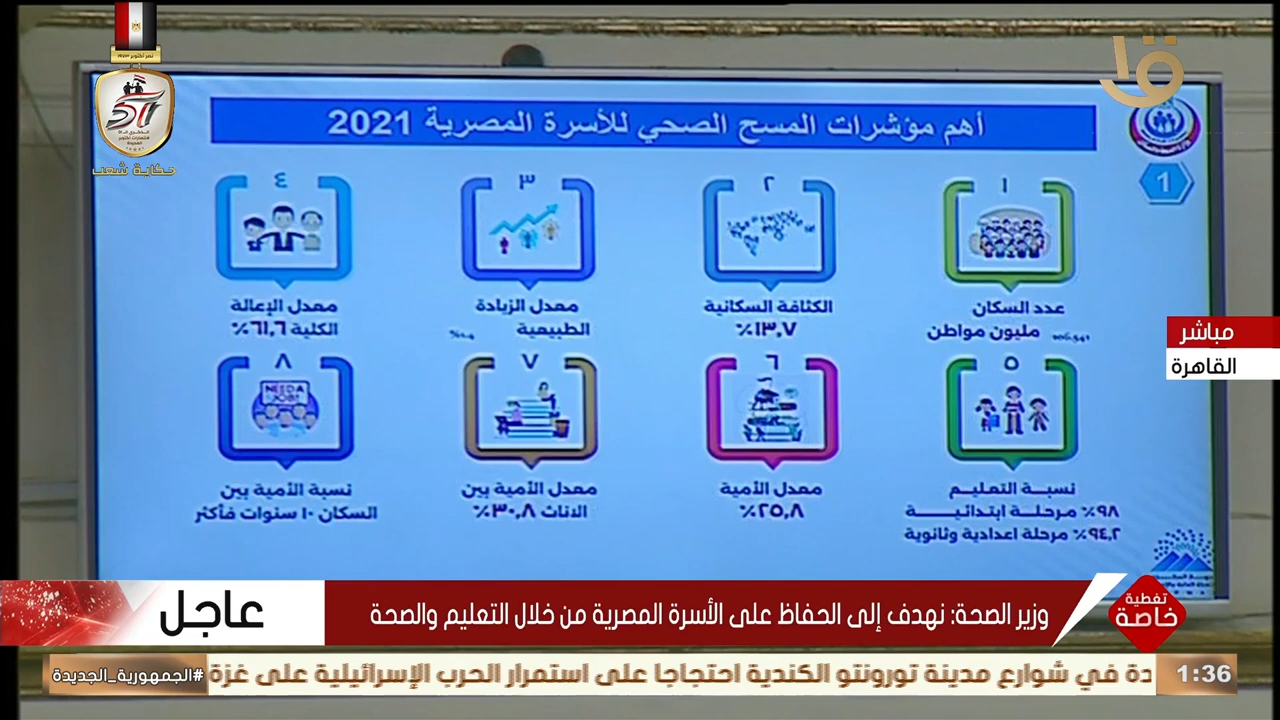 نصر أكتوبر ١٩٧٣
حكاية شعب
أهم مؤشرات المسح الصحي للأسرة المصرية 2021
1
١
عدد السكان
مليون مواطن
٢
الكثافة السكانية
١٣,٧%
٣
معدل الزيادة
الطبيعية
٤
معدل الإعالة
الكلية ٦١,٦%
٥
نسبة التعليم
٩٨% مرحلة ابتدائية
٩٤,٢% مرحلة اعدادية وثانوية
٦
معدل الأمية
٢٥,٨%
٧
معدل الأمية بين
الاناث ٣٠,٨%
٨
NEED A
JOB!
نسبة الأمية بين
السكان ١٠ سنوات فأكثر
مباشر
القاهرة
تغطية
خاصة
وزير الصحة: نهدف إلى الحفاظ على الأسرة المصرية من خلال التعليم والصحة
عاجل
1:36
دة في شوارع مدينة تورونتو الكندية احتجاجا على استمرار الحرب الإسرائيلية على غزة
#الجمهورية_الجديدة